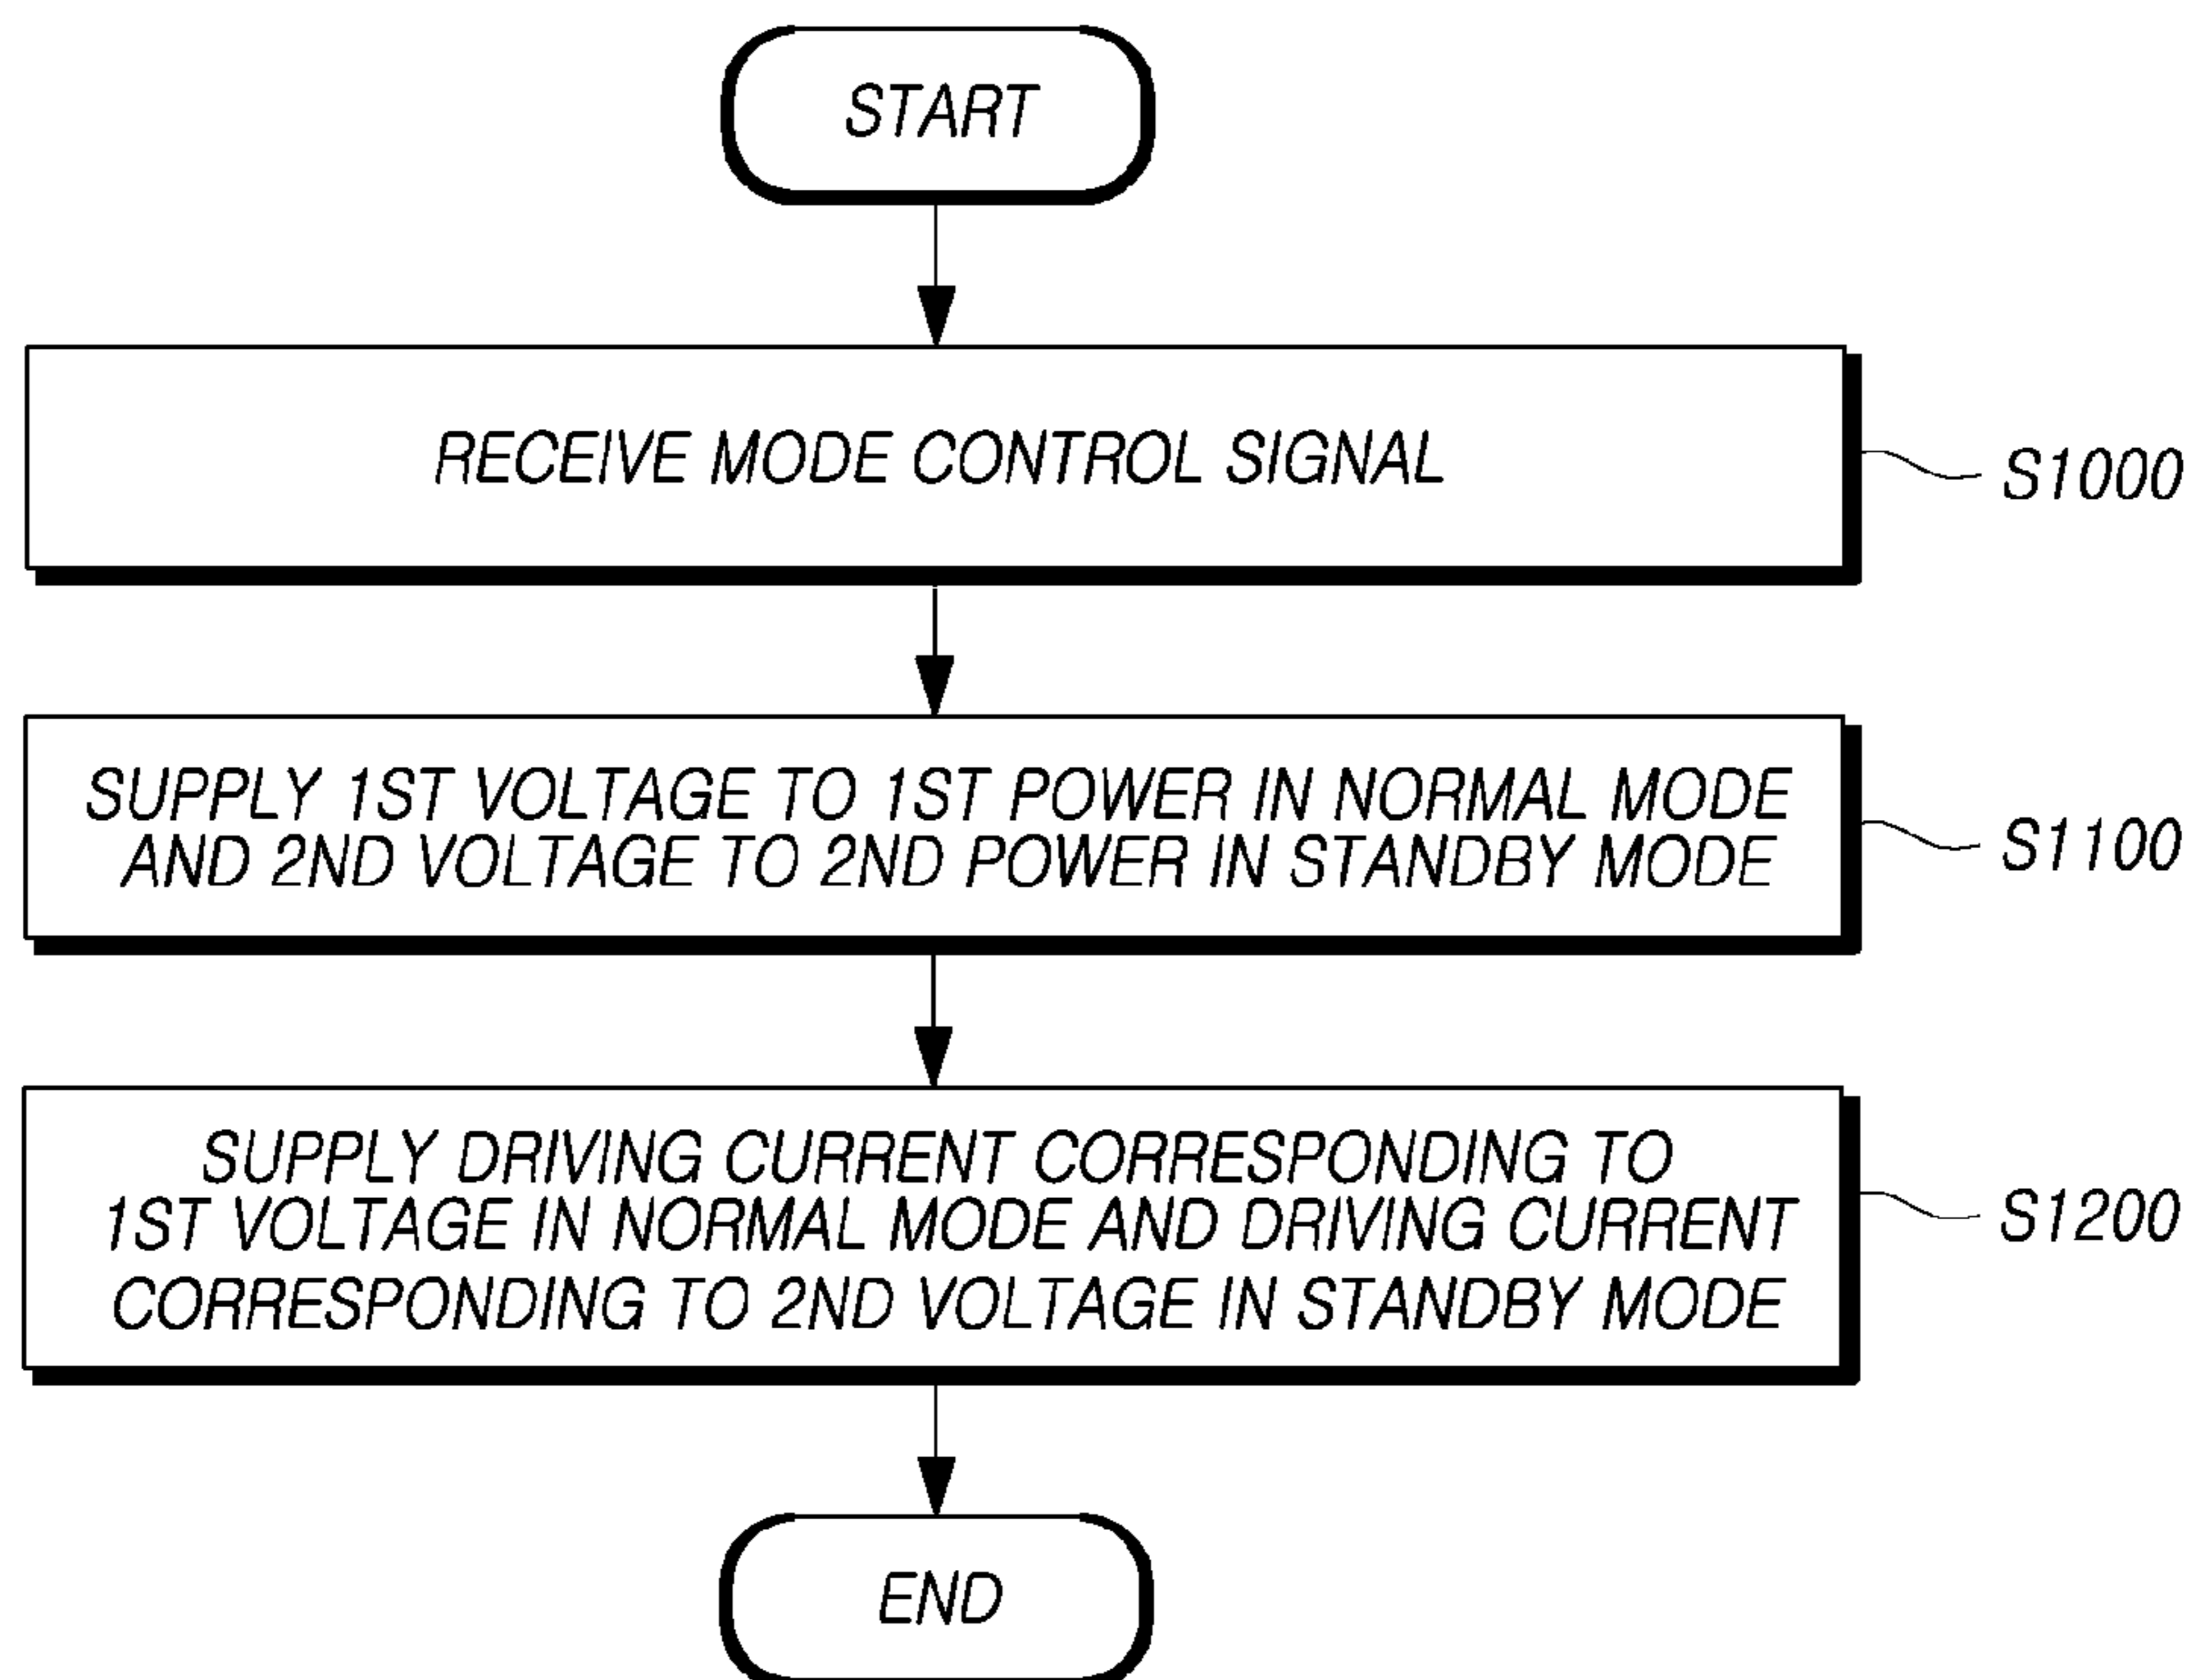 START
RECEIVE MODE CONTROL SIGNAL
S1000
SUPPLY 1ST VOLTAGE TO 1ST POWER IN NORMAL MODE
AND 2ND VOLTAGE TO 2ND POWER IN STANDBY MODE
S1100
SUPPLY DRIVING CURRENT CORRESPONDING TO
1ST VOLTAGE IN NORMAL MODE AND DRIVING CURRENT
CORRESPONDING TO 2ND VOLTAGE IN STANDBY MODE
S1200
END